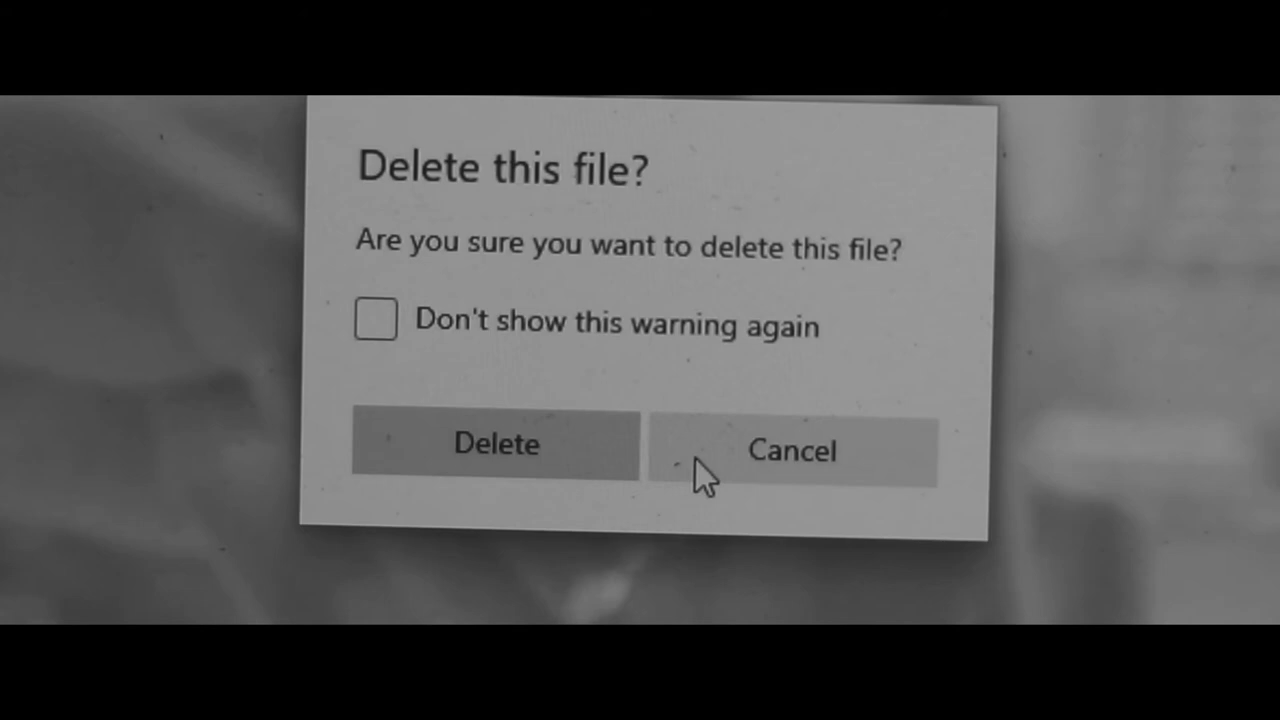 Delete this file?
Are you sure you want to delete this file?
Don't show this warning again
Delete
Cancel